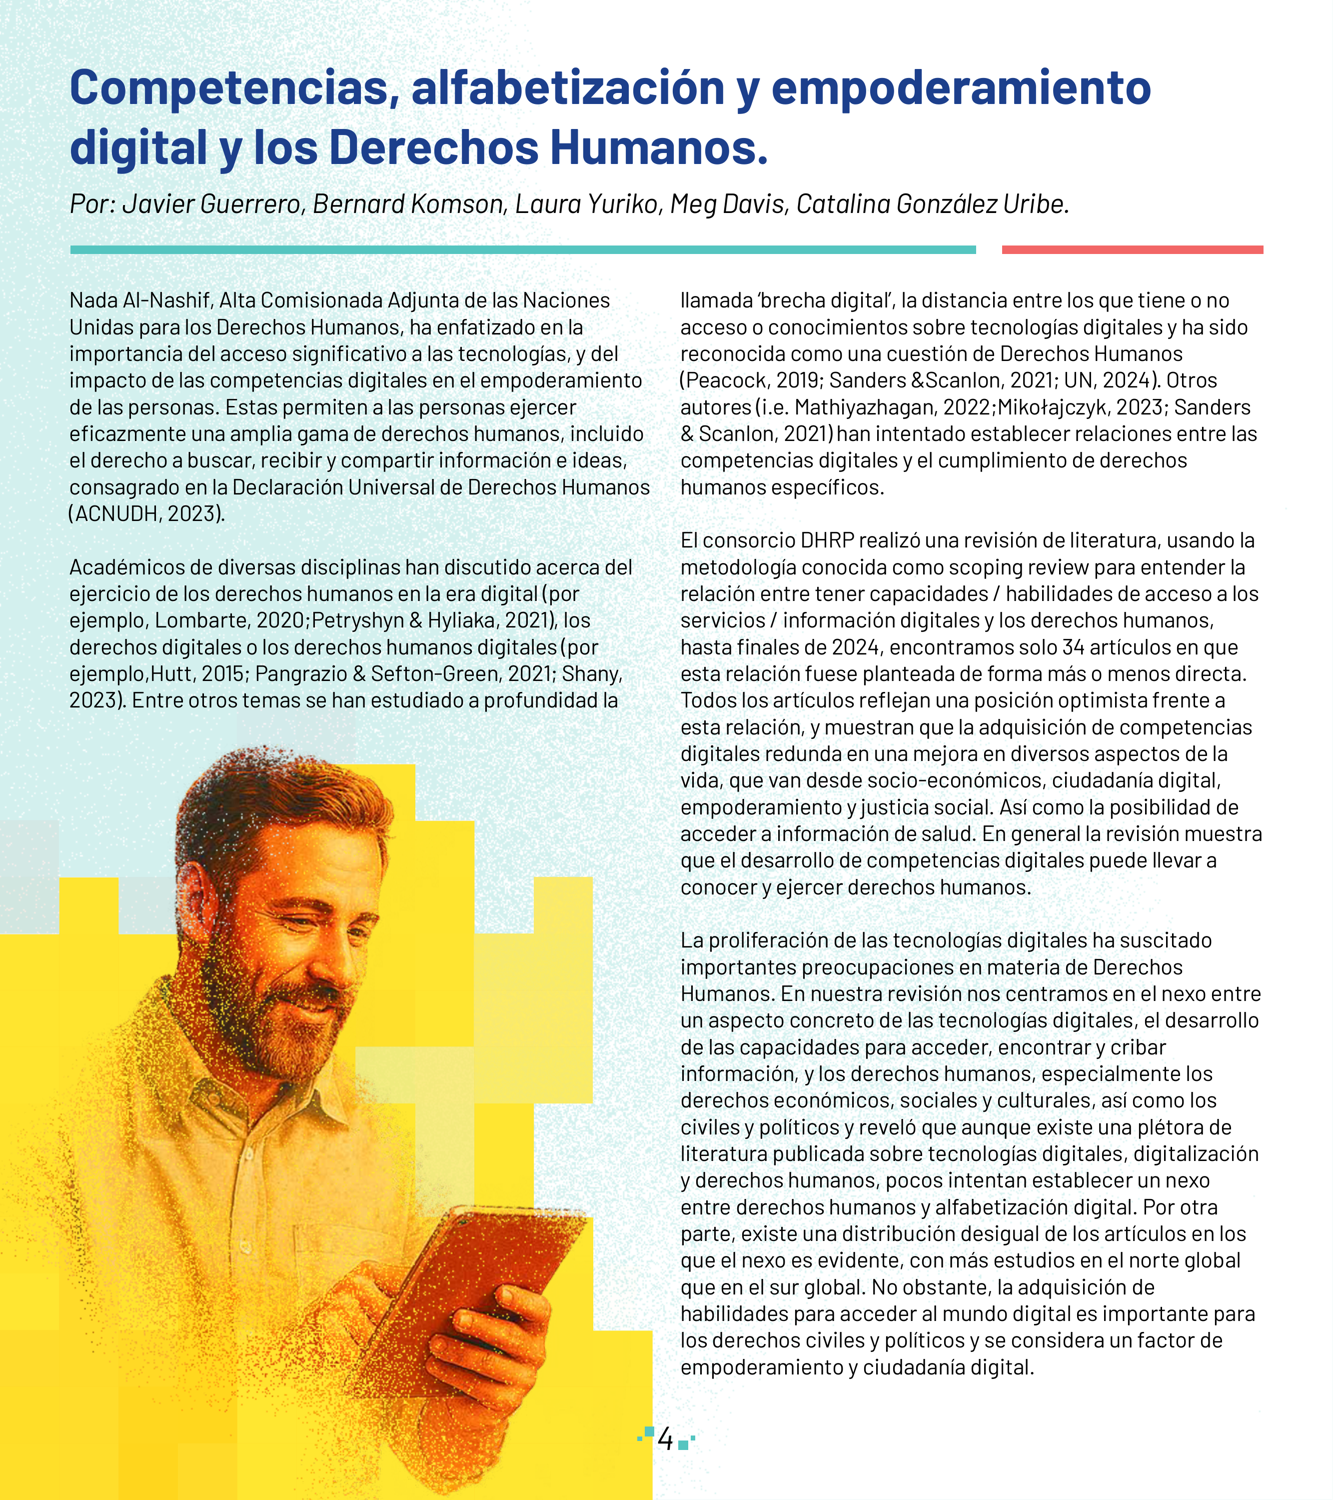 Competencias, alfabetización y empoderamiento
digital y los Derechos Humanos.
Por: Javier Guerrero, Bernard Komson, Laura Yuriko, Meg Davis, Catalina González Uribe.
Nada Al-Nashif, Alta Comisionada Adjunta de las Naciones
Unidas para los Derechos Humanos, ha enfatizado en la
importancia del acceso significativo a las tecnologías, y del
impacto de las competencias digitales en el empoderamiento
de las personas. Estas permiten a las personas ejercer
eficazmente una amplia gama de derechos humanos, incluido
el derecho a buscar, recibir y compartir información e ideas,
consagrado en la Declaración Universal de Derechos Humanos
(ACNUDH, 2023).
Académicos de diversas disciplinas han discutido acerca del
ejercicio de los derechos humanos en la era digital (por
ejemplo, Lombarte, 2020;Petryshyn & Hyliaka, 2021), los
derechos digitales o los derechos humanos digitales (por
ejemplo,Hutt, 2015; Pangrazio & Sefton-Green, 2021; Shany,
2023). Entre otros temas se han estudiado a profundidad la
llamada ‘brecha digital’, la distancia entre los que tiene o no
acceso o conocimientos sobre tecnologías digitales y ha sido
reconocida como una cuestión de Derechos Humanos
(Peacock, 2019; Sanders &Scanlon, 2021; UN, 2024). Otros
autores (i.e. Mathiyazhagan, 2022;Mikołajczyk, 2023; Sanders
& Scanlon, 2021) han intentado establecer relaciones entre las
competencias digitales y el cumplimiento de derechos
humanos específicos.
El consorcio DHRP realizó una revisión de literatura, usando la
metodología conocida como scoping review para entender la
relación entre tener capacidades / habilidades de acceso a los
servicios / información digitales y los derechos humanos,
hasta finales de 2024, encontramos solo 34 artículos en que
esta relación fuese planteada de forma más o menos directa.
Todos los artículos reflejan una posición optimista frente a
esta relación, y muestran que la adquisición de competencias
digitales redunda en una mejora en diversos aspectos de la
vida, que van desde socio-económicos, ciudadanía digital,
empoderamiento y justicia social. Así como la posibilidad de
acceder a información de salud. En general la revisión muestra
que el desarrollo de competencias digitales puede llevar a
conocer y ejercer derechos humanos.
La proliferación de las tecnologías digitales ha suscitado
importantes preocupaciones en materia de Derechos
Humanos. En nuestra revisión nos centramos en el nexo entre
un aspecto concreto de las tecnologías digitales, el desarrollo
de las capacidades para acceder, encontrar y cribar
información, y los derechos humanos, especialmente los
derechos económicos, sociales y culturales, así como los
civiles y políticos y reveló que aunque existe una plétora de
literatura publicada sobre tecnologías digitales, digitalización
y derechos humanos, pocos intentan establecer un nexo
entre derechos humanos y alfabetización digital. Por otra
parte, existe una distribución desigual de los artículos en los
que el nexo es evidente, con más estudios en el norte global
que en el sur global. No obstante, la adquisición de
habilidades para acceder al mundo digital es importante para
los derechos civiles y políticos y se considera un factor de
empoderamiento y ciudadanía digital.
4